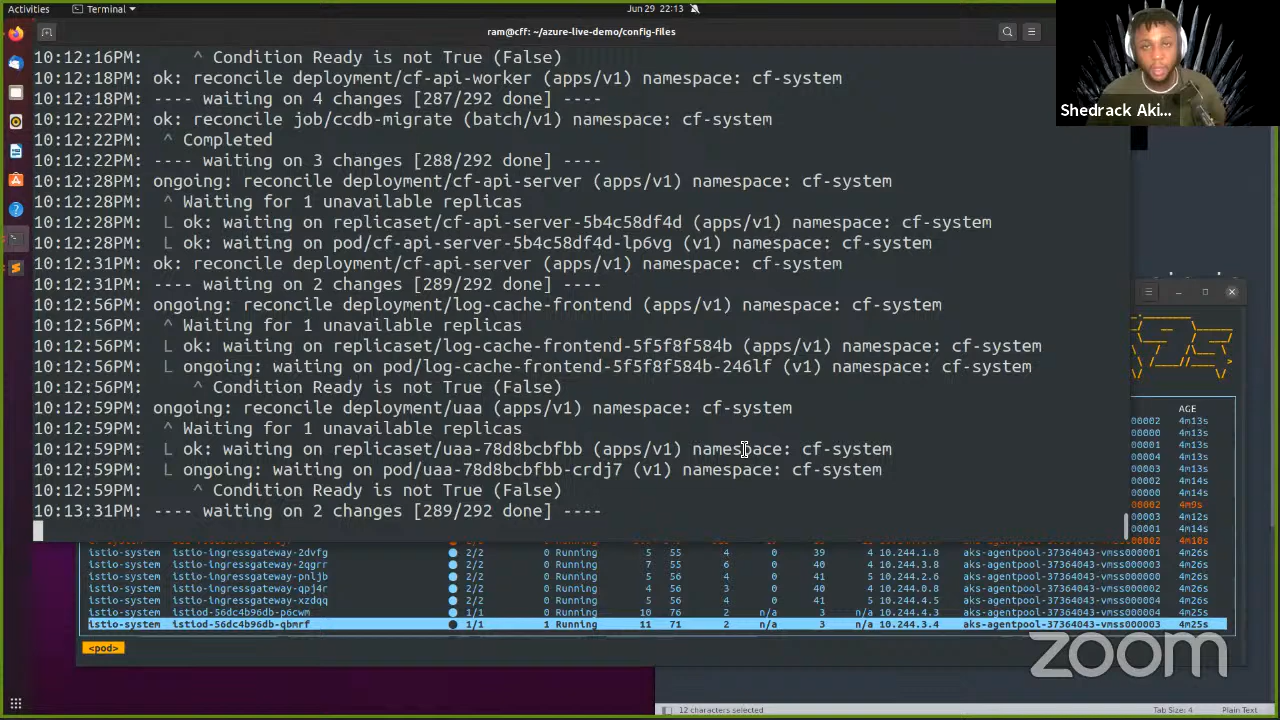 Activities
Terminal
Jun 29 22:13
ram@cff: ~/azure-live-demo/config-files
Shedrack Aki...
10:12:16PM:      ^ Condition Ready is not True (False)
10:12:18PM: ok: reconcile deployment/cf-api-worker (apps/v1) namespace: cf-system
10:12:18PM: ---- waiting on 4 changes [287/292 done] ----
10:12:22PM: ok: reconcile job/ccdb-migrate (batch/v1) namespace: cf-system
10:12:22PM:  ^ Completed
10:12:22PM: ---- waiting on 3 changes [288/292 done] ----
10:12:28PM: ongoing: reconcile deployment/cf-api-server (apps/v1) namespace: cf-system
10:12:28PM:  ^ Waiting for 1 unavailable replicas
10:12:28PM:  L ok: waiting on replicaset/cf-api-server-5b4c58df4d (apps/v1) namespace: cf-system
10:12:28PM:  L ok: waiting on pod/cf-api-server-5b4c58df4d-lp6vg (v1) namespace: cf-system
10:12:31PM: ok: reconcile deployment/cf-api-server (apps/v1) namespace: cf-system
10:12:31PM: ---- waiting on 2 changes [289/292 done] ----
10:12:56PM: ongoing: reconcile deployment/log-cache-frontend (apps/v1) namespace: cf-system
10:12:56PM:  ^ Waiting for 1 unavailable replicas
10:12:56PM:  L ok: waiting on replicaset/log-cache-frontend-5f5f8f584b (apps/v1) namespace: cf-system
10:12:56PM:  L ongoing: waiting on pod/log-cache-frontend-5f5f8f584b-246lf (v1) namespace: cf-system
10:12:56PM:     ^ Condition Ready is not True (False)
10:12:59PM: ongoing: reconcile deployment/uaa (apps/v1) namespace: cf-system
10:12:59PM:  ^ Waiting for 1 unavailable replicas
10:12:59PM:  L ok: waiting on replicaset/uaa-78d8bcbfbb (apps/v1) namespace: cf-system
10:12:59PM:  L ongoing: waiting on pod/uaa-78d8bcbfbb-crdj7 (v1) namespace: cf-system
10:12:59PM:     ^ Condition Ready is not True (False)
10:13:31PM: ---- waiting on 2 changes [289/292 done] ----
AGE
00002 4m13s
00000 4m13s
00001 4m13s
00004 4m13s
00003 4m13s
00002 4m14s
00000 4m14s
00002 4m9s
00003 4m12s
00001 4m14s
00002 4m10s
istio-system istio-ingressgateway-2dvfg 2/2 0 Running 5 55 4 0 39 4 10.244.1.8 aks-agentpool-37364043-vmss000001 4m26s
istio-system istio-ingressgateway-2qgrr 2/2 0 Running 7 55 6 0 40 4 10.244.3.8 aks-agentpool-37364043-vmss000003 4m26s
istio-system istio-ingressgateway-pnljb 2/2 0 Running 5 56 4 0 41 5 10.244.2.6 aks-agentpool-37364043-vmss000002 4m26s
istio-system istio-ingressgateway-qpj4r 2/2 0 Running 4 56 3 0 40 4 10.244.0.8 aks-agentpool-37364043-vmss000000 4m26s
istio-system istio-ingressgateway-xzdqq 2/2 0 Running 5 56 4 0 41 5 10.244.4.5 aks-agentpool-37364043-vmss000004 4m26s
istio-system istiod-56dc4b96db-p6cwm 1/1 0 Running 10 76 2 n/a 3 n/a 10.244.4.3 aks-agentpool-37364043-vmss000004 4m26s
istio-system istiod-56dc4b96db-qbmrf 1/1 1 Running 11 71 2 n/a 3 n/a 10.244.3.4 aks-agentpool-37364043-vmss000003 4m25s
<pod>
zoom
12 characters selected
Tab Size: 4
Plain Text